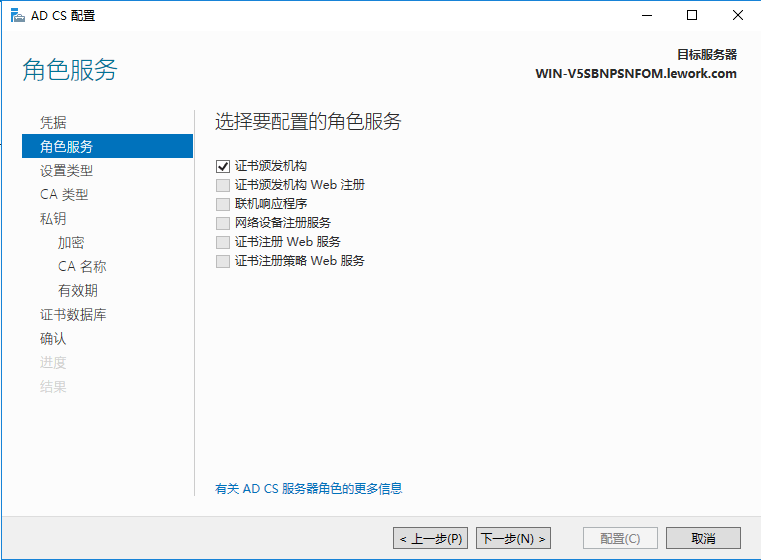 AD CS 配置
角色服务
目标服务器
WIN-V5SBNPSNFOM.lework.com
凭据
角色服务
设置类型
CA 类型
私钥
加密
CA 名称
有效期
证书数据库
确认
进度
结果
选择要配置的角色服务
证书颁发机构
证书颁发机构 Web 注册
联机响应程序
网络设备注册服务
证书注册 Web 服务
证书注册策略 Web 服务
有关 AD CS 服务器角色的更多信息
< 上一步(P)
下一步(N) >
配置(C)
取消